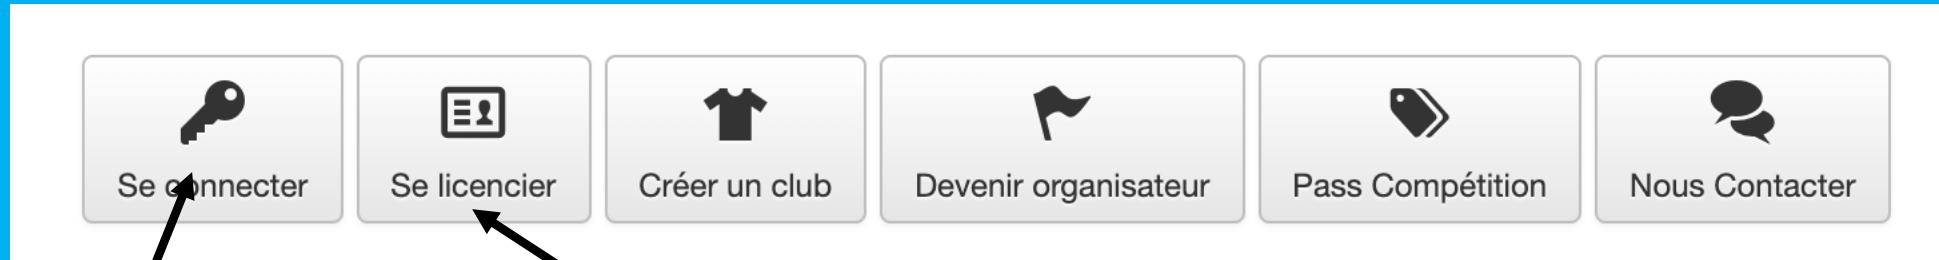 Se connecter
Se licencier
Créer un club
Devenir organisateur
Pass Compétition
Nous Contacter